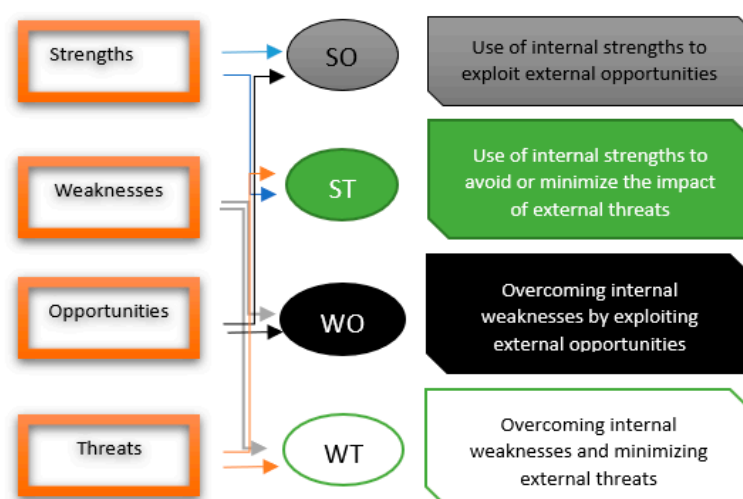 Strengths
SO
Use of internal strengths to
exploit external opportunities
Weaknesses
ST
Use of internal strengths to
avoid or minimize the impact
of external threats
Opportunities
WO
Overcoming internal
weaknesses by exploiting
external opportunities
Threats
WT
Overcoming internal
weaknesses and minimizing
external threats